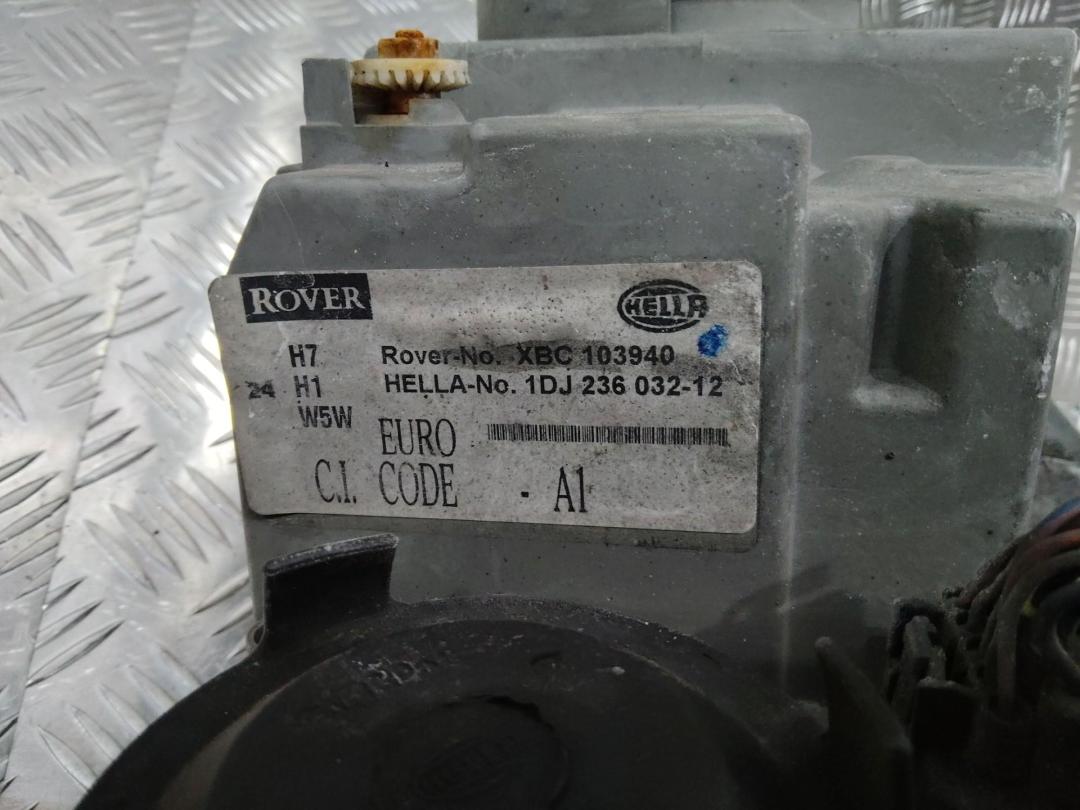 ROVER
HELLA
H7 Rover-No. XBC 103940
24 H1 HELLA-No. 1DJ 236 032-12
W5W
EURO
C.I. CODE - A1
HELLA